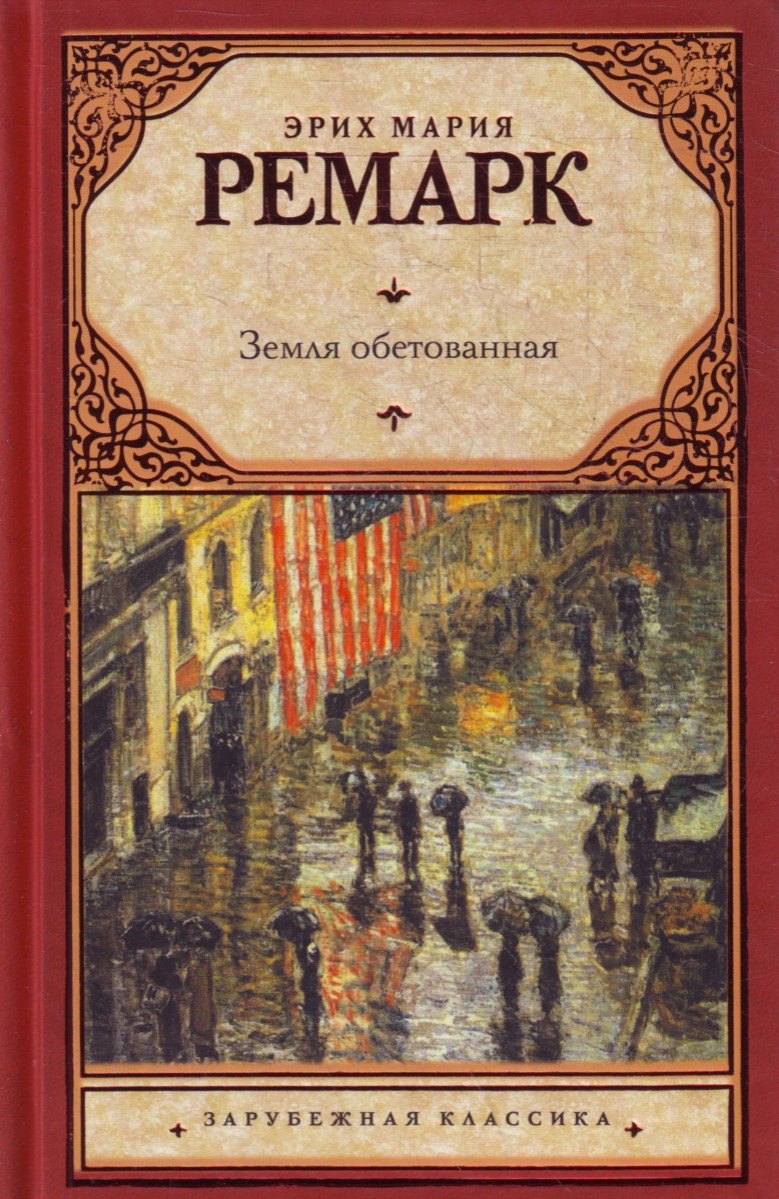 ЭРИХ МАРИЯ
РЕМАРК
Земля обетованная
ЗАРУБЕЖНАЯ КЛАССИКА